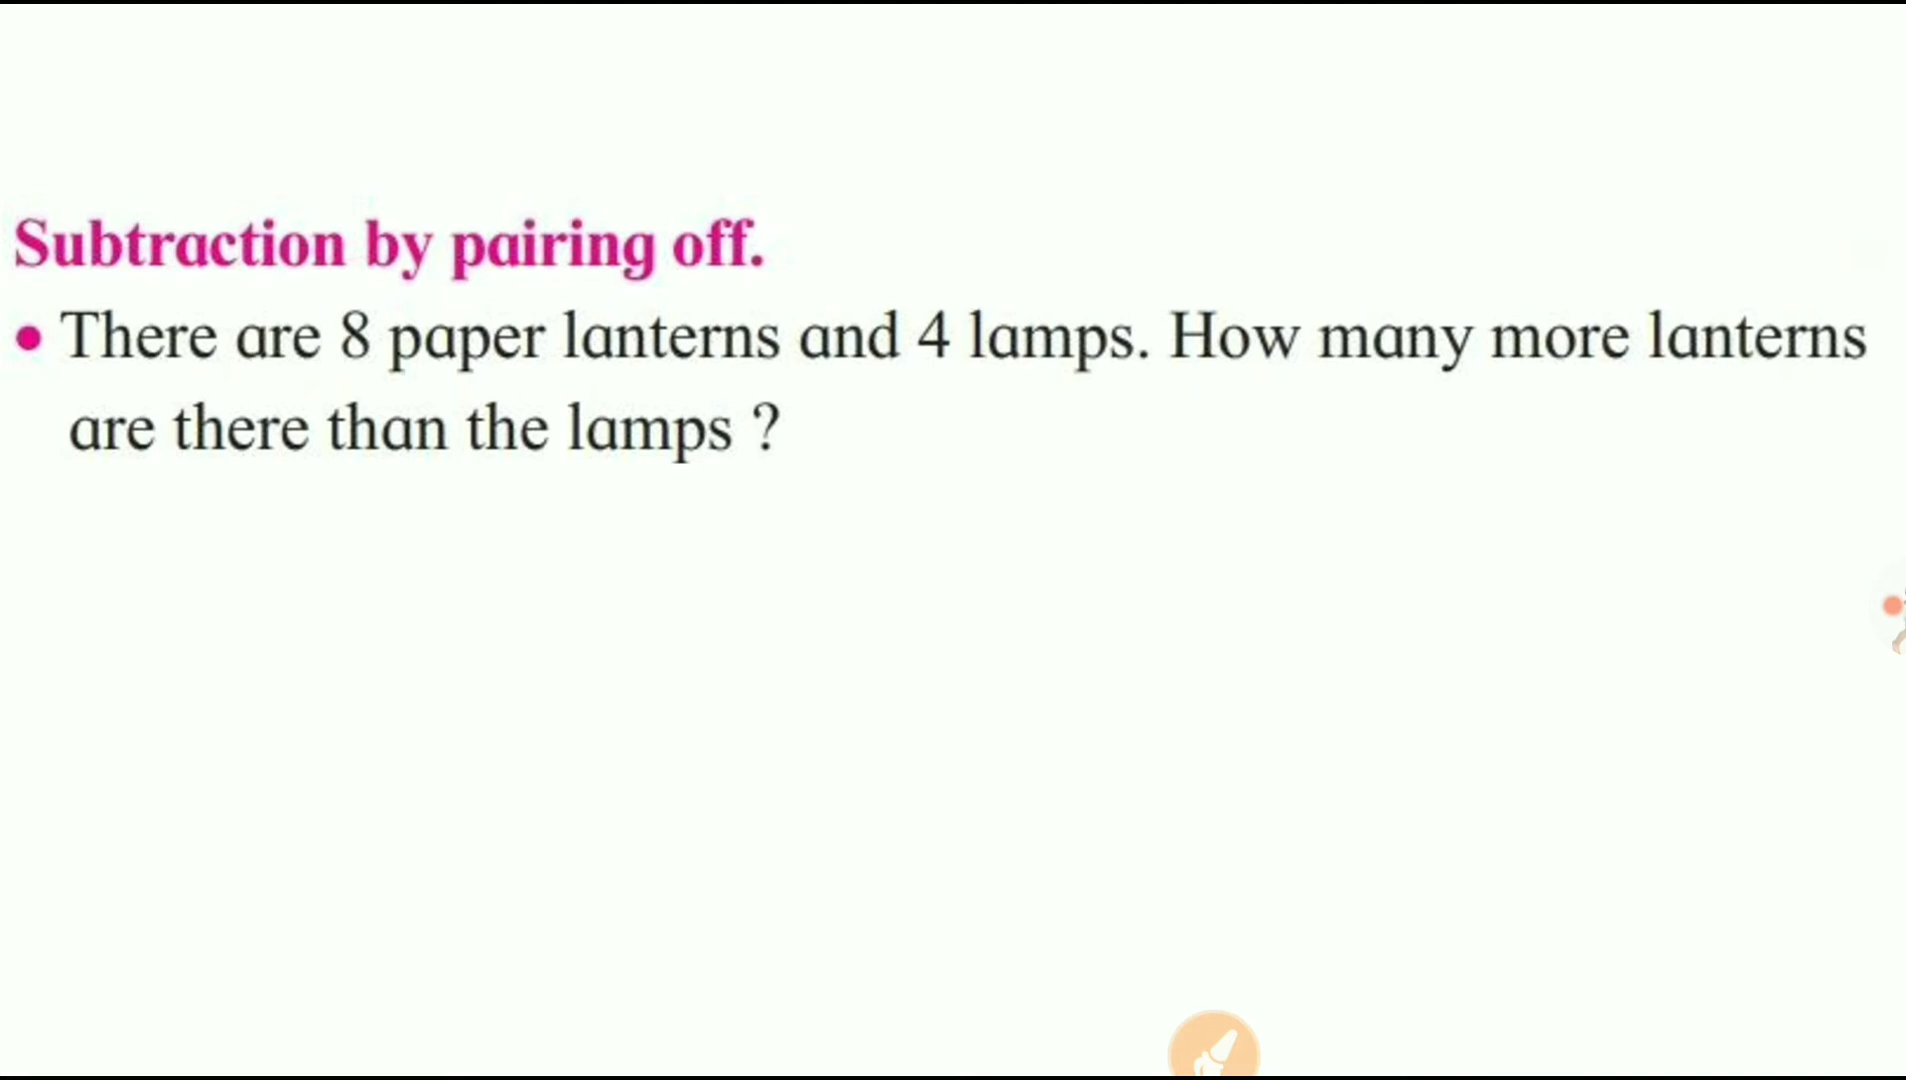 Subtraction by pairing off.
• There are 8 paper lanterns and 4 lamps. How many more lanterns
are there than the lamps ?